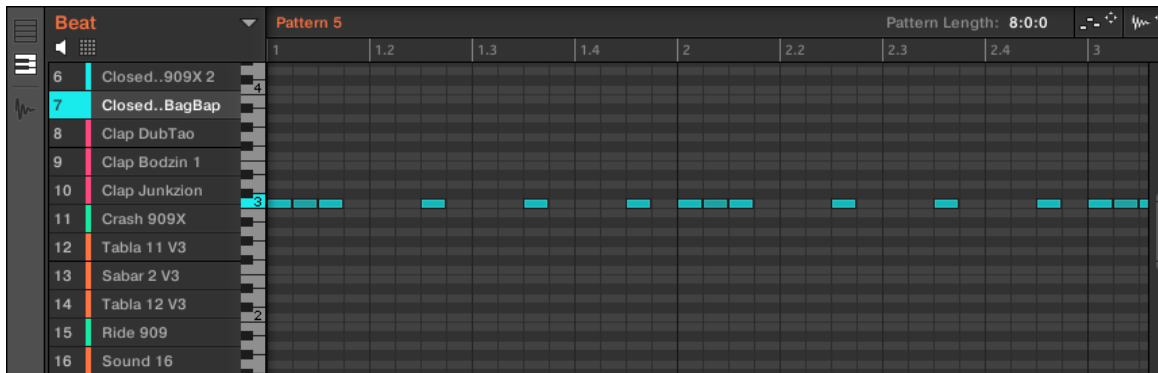 Beat
Pattern 5
Pattern Length: 8:0:0
1 1.2 1.3 1.4 2 2.2 2.3 2.4 3
6 Closed..909X 2
4
7 Closed..BagBap
8 Clap DubTao
9 Clap Bodzin 1
10 Clap Junkzion
3
11 Crash 909X
12 Tabla 11 V3
13 Sabar 2 V3
14 Tabla 12 V3
2
15 Ride 909
16 Sound 16